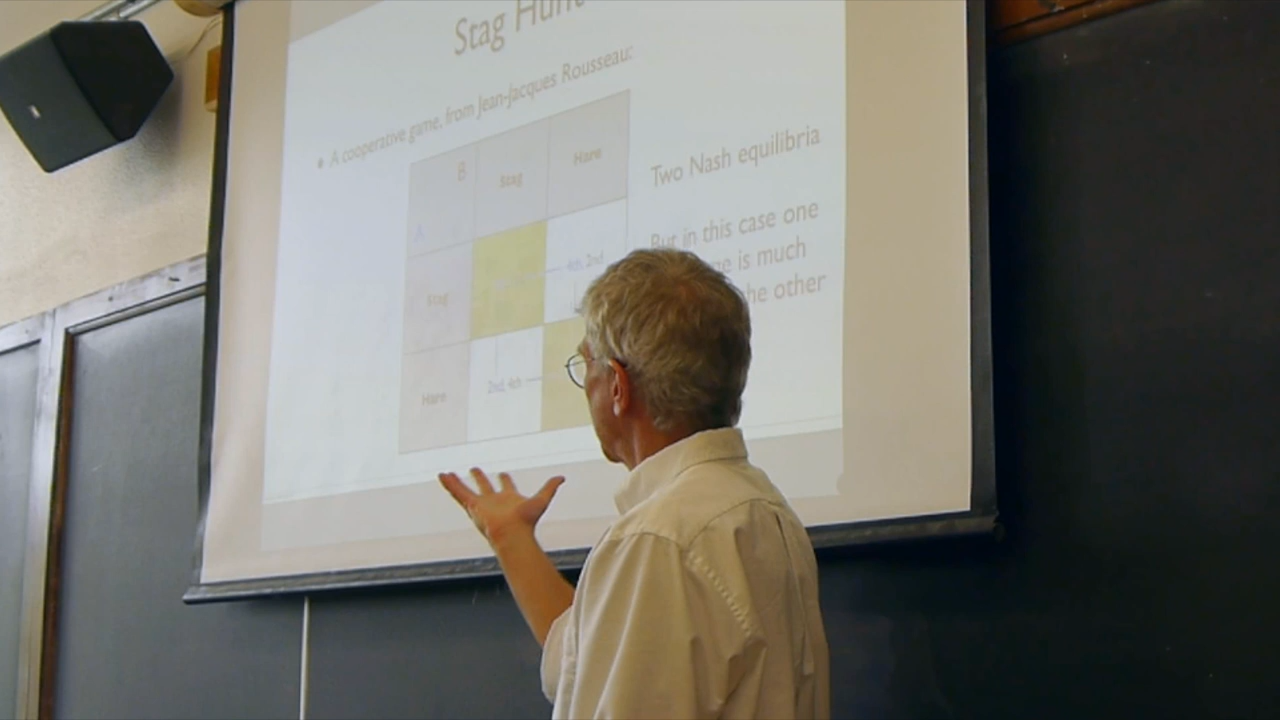 Stag Hunt
• A cooperative game, from Jean-Jacques Rousseau:
B
Stag
Hare
A
Stag
4th, 2nd
Hare
2nd, 4th
Two Nash equilibria
But in this case one
is much
the other